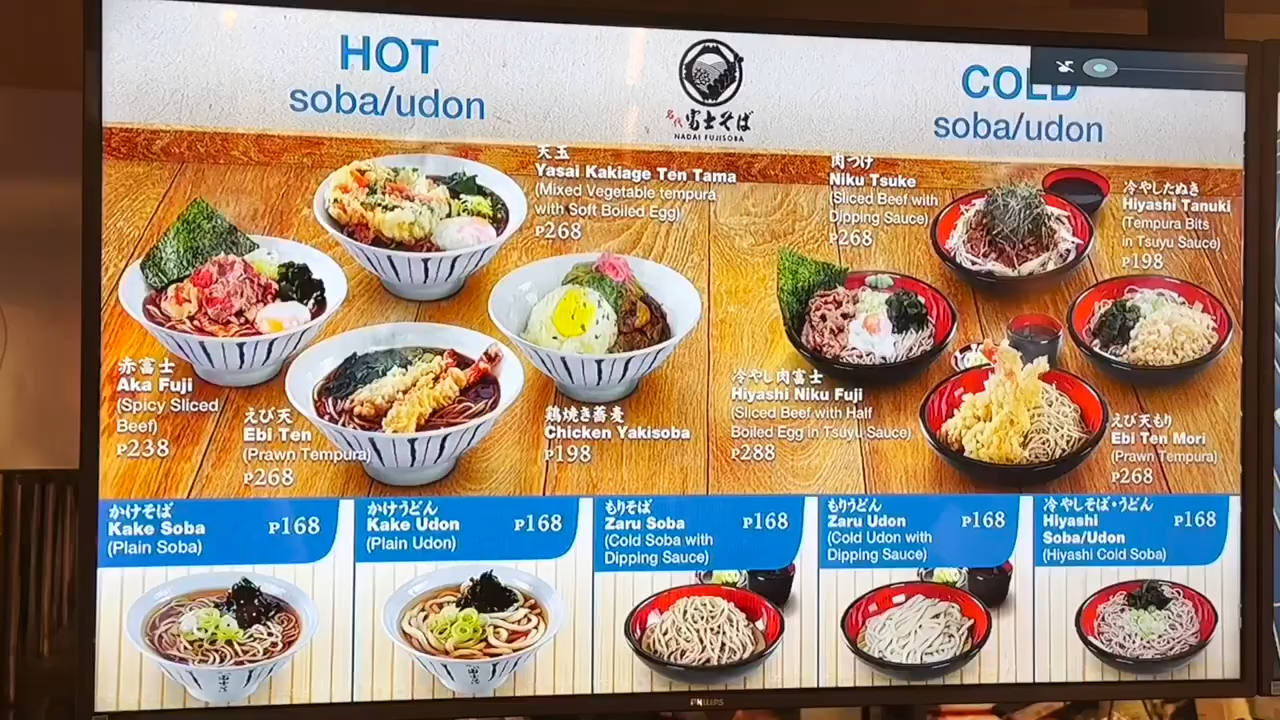 HOT
soba/udon
名代 富士そば
NADAI FUJISOBA
COLD
soba/udon
天玉
Yasai Kakiage Ten Tama
(Mixed Vegetable tempura
with Soft Boiled Egg)
₱268
赤富士
Aka Fuji
(Spicy Sliced
Beef)
₱238
えび天
Ebi Ten
(Prawn Tempura)
₱268
鶏焼き蕎麦
Chicken Yakisoba
₱198
肉つけ
Niku Tsuke
(Sliced Beef with
Dipping Sauce)
₱268
冷やしたぬき
Hiyashi Tanuki
(Tempura Bits
in Tsuyu Sauce)
₱198
冷やし肉富士
Hiyashi Niku Fuji
(Sliced Beef with Half
Boiled Egg in Tsuyu Sauce)
₱288
えび天もり
Ebi Ten Mori
(Prawn Tempura)
₱268
かけそば
Kake Soba
(Plain Soba)
₱168
かけうどん
Kake Udon
(Plain Udon)
₱168
もりそば
Zaru Soba
(Cold Soba with
Dipping Sauce)
₱168
もりうどん
Zaru Udon
(Cold Udon with
Dipping Sauce)
₱168
冷やしそば・うどん
Hiyashi
Soba/Udon
(Hiyashi Cold Soba)
₱168
PHILIPS